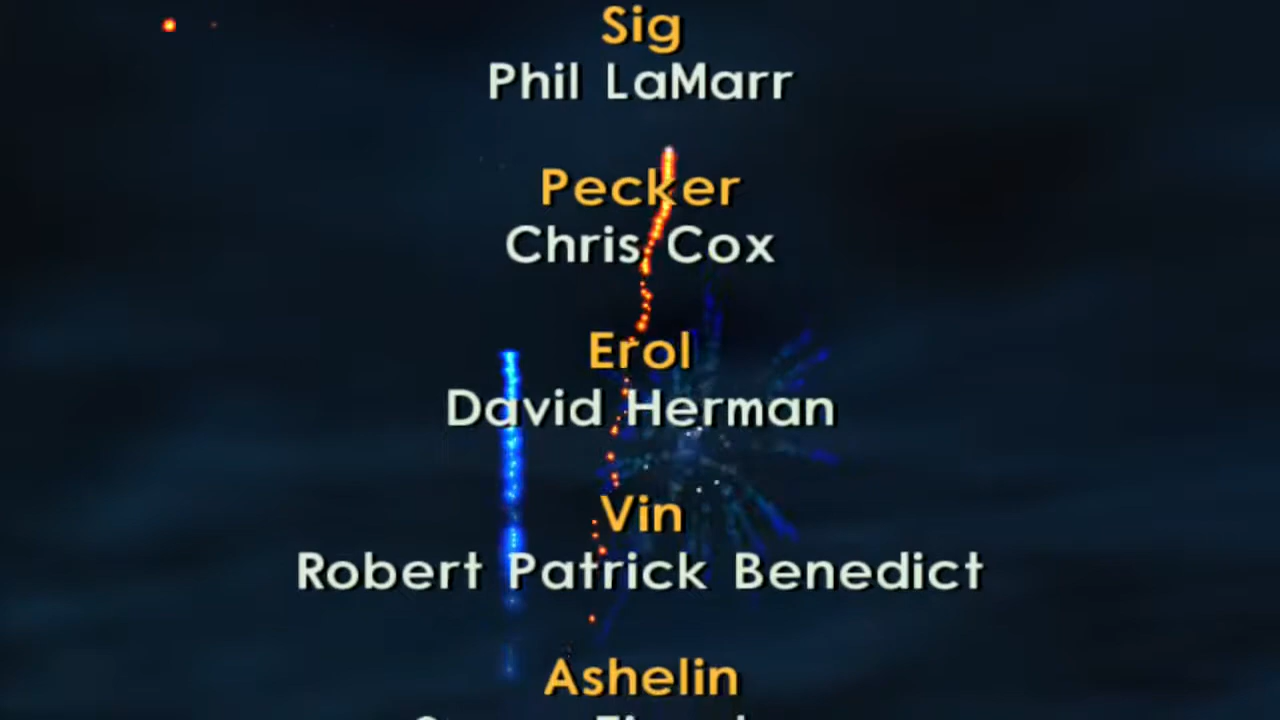 Sig
Phil LaMarr
Pecker
Chris Cox
Erol
David Herman
Vin
Robert Patrick Benedict
Ashelin